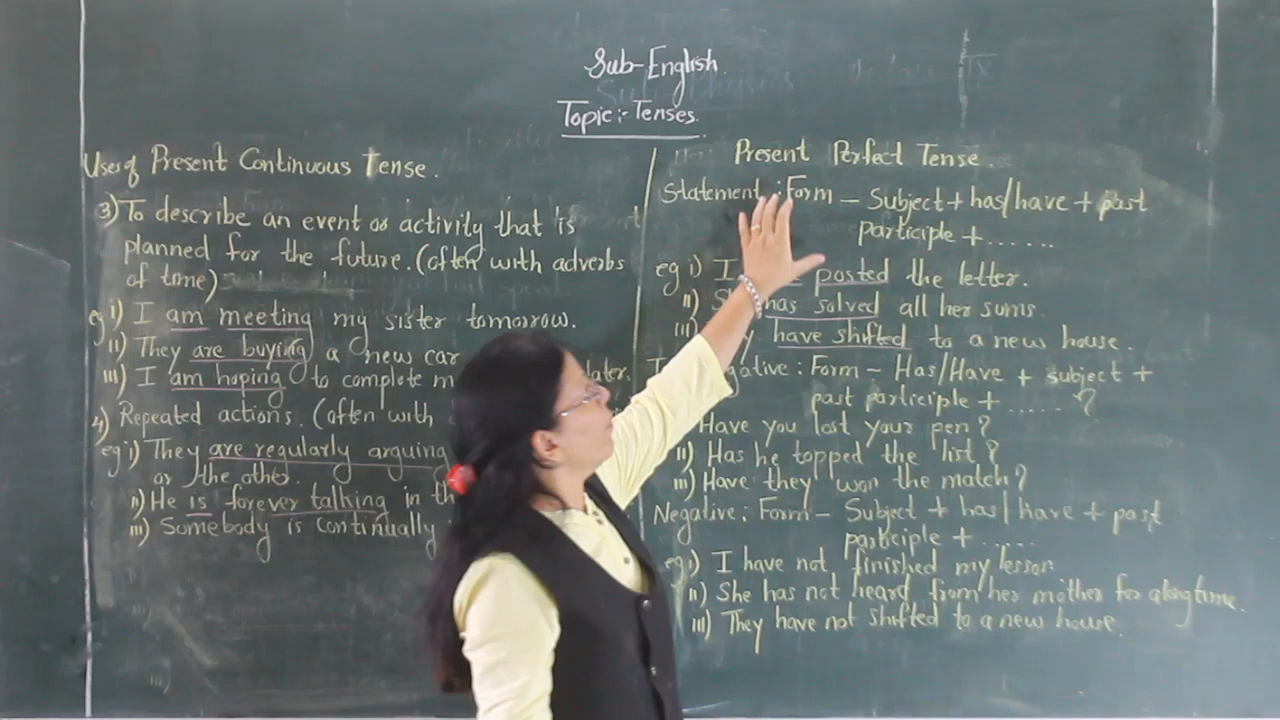 Sub-English
Topic:- Tenses.
Uses of Present Continuous Tense.
3) To describe an event or activity that is
planned for the future. (often with adverbs
of time)
eg i) I am meeting my sister tomorrow.
ii) They are buying a new car
iii) I am hoping to complete m later.
4) Repeated actions. (often with
eg i) They are regularly arguing
or the other.
ii) He is forever talking in th
iii) Somebody is continually
Present Perfect Tense.
Statement : Form - Subject + has/have + past
participle + ......
eg i) I posted the letter.
ii) has solved all her sums.
iii) have shifted to a new house.
Form - Has/Have + subject +
past participle + ..... ?
Have you lost your pen?
ii) Has he topped the list?
iii) Have they won the match?
Negative : Form - Subject + has/have + past
participle + ......
eg i) I have not finished my lesson
ii) She has not heard from her mother for a long time.
iii) They have not shifted to a new house.